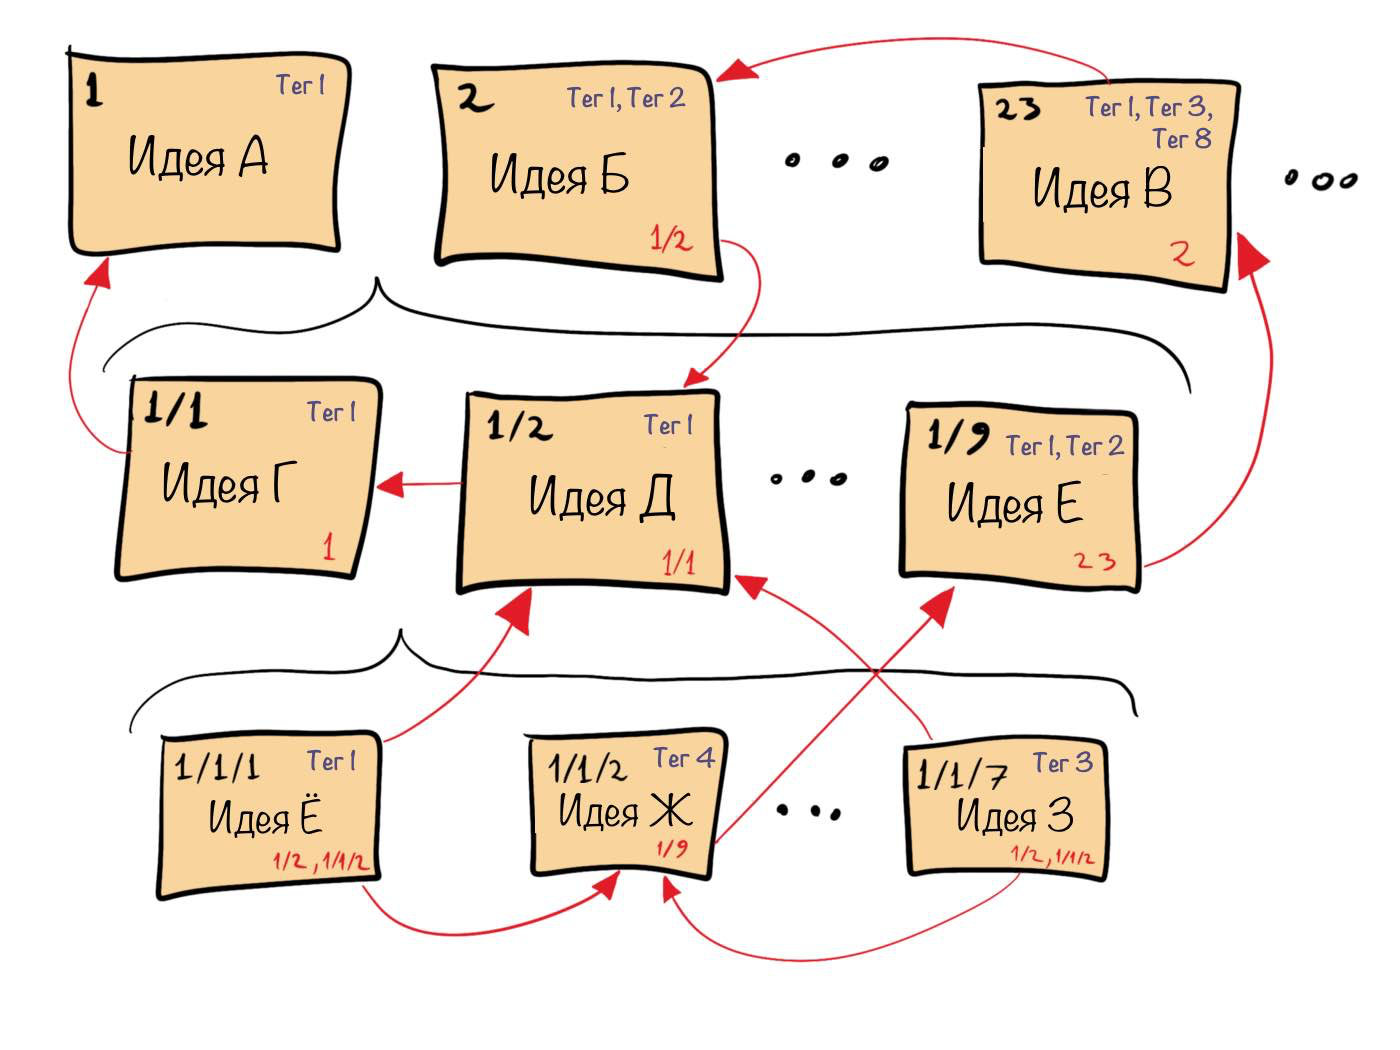 1
Тег 1
Идея А
2
Тег 1, Тег 2
Идея Б
1/2
23
Тег 1, Тег 3,
Тег 8
Идея В
2
1/1
Тег 1
Идея Г
1
1/2
Тег 1
Идея Д
1/1
1/9
Тег 1, Тег 2
Идея Е
23
1/1/1
Тег 1
Идея Ё
1/2, 1/1/2
1/1/2
Тег 4
Идея Ж
1/9
1/1/7
Тег 3
Идея З
1/2, 1/1/2